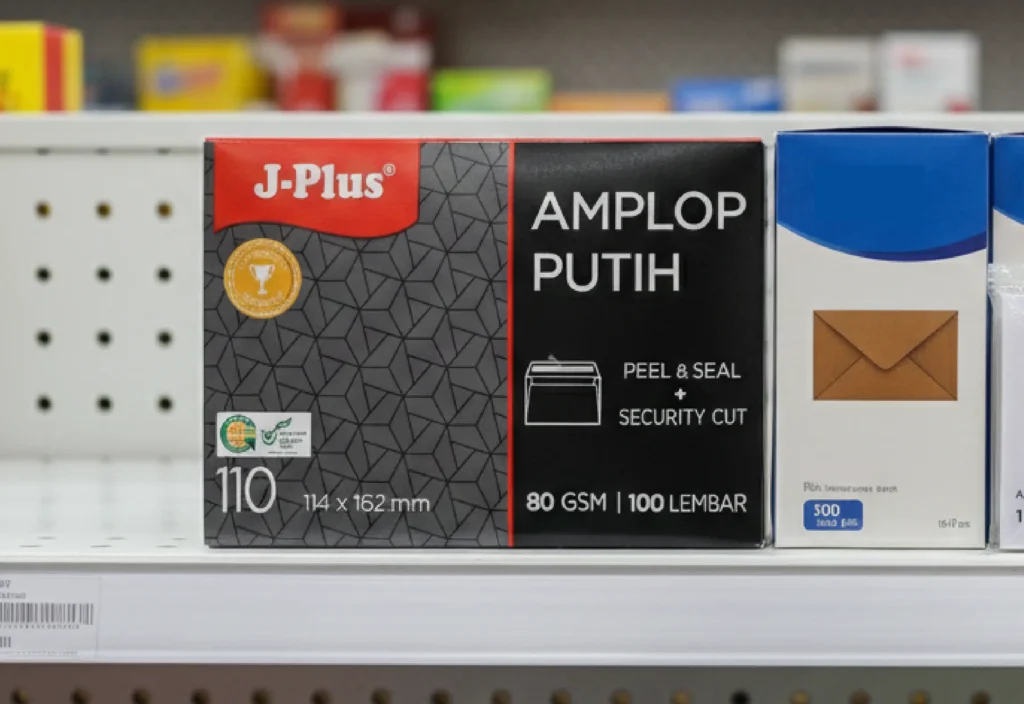 J-Plus®
AMPLOP
PUTIH
PEEL & SEAL
+
SECURITY CUT
110
114 x 162 mm
80 GSM | 100 LEMBAR
500